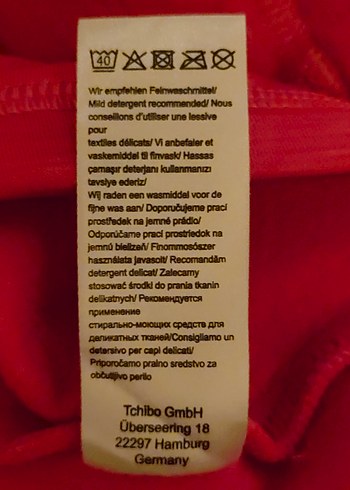 40
Wir empfehlen Feinwaschmittel/
Mild detergent recommended/ Nous
conseillons d'utiliser une lessive
pour
textiles délicats/ Vi anbefaler et
vaskemiddel til finvask/ Hassas
çamaşır deterjanı kullanmanızı
tavsiye ederiz/
Wij raden een wasmiddel voor de
fijne was aan/ Doporučujeme prací
prostředek na jemné prádlo/
Odporúčame prací prostriedok na
jemnú bielizeň/ Finommosószer
használata javasolt/ Recomandăm
detergent delicat/ Zalecamy
stosować środki do prania tkanin
delikatnych/ Рекомендуется
применение
стирально-моющих средств для
деликатных тканей/Consigliamo un
detersivo per capi delicati/
Priporočamo pralno sredstvo za
občutljivo perilo
Tchibo GmbH
Überseering 18
22297 Hamburg
Germany